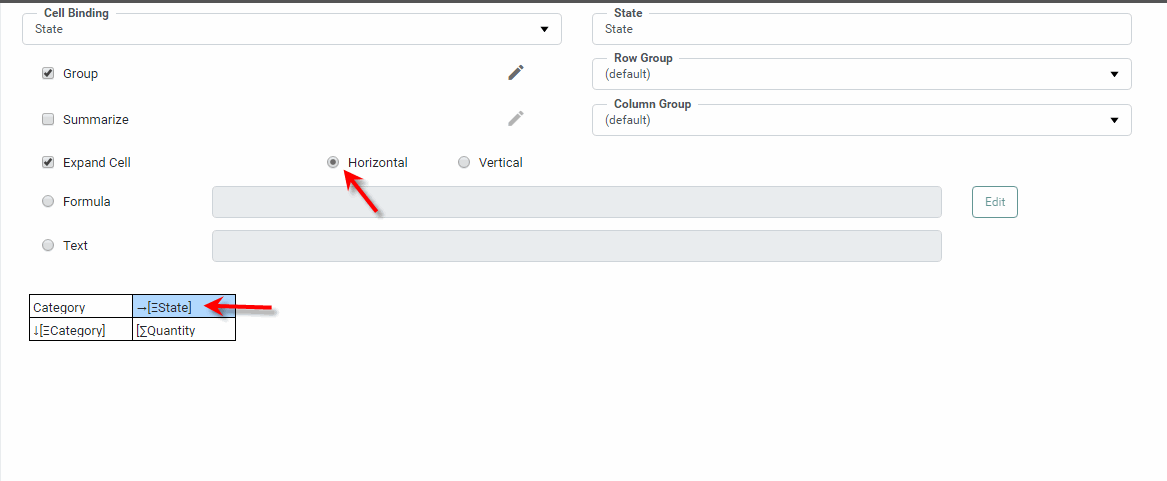 Cell Binding
State
State
State
Group
Row Group
(default)
Summarize
Column Group
(default)
Expand Cell
Horizontal
Vertical
Formula
Edit
Text
Category →[ΞState]
↓[ΞCategory] [∑Quantity